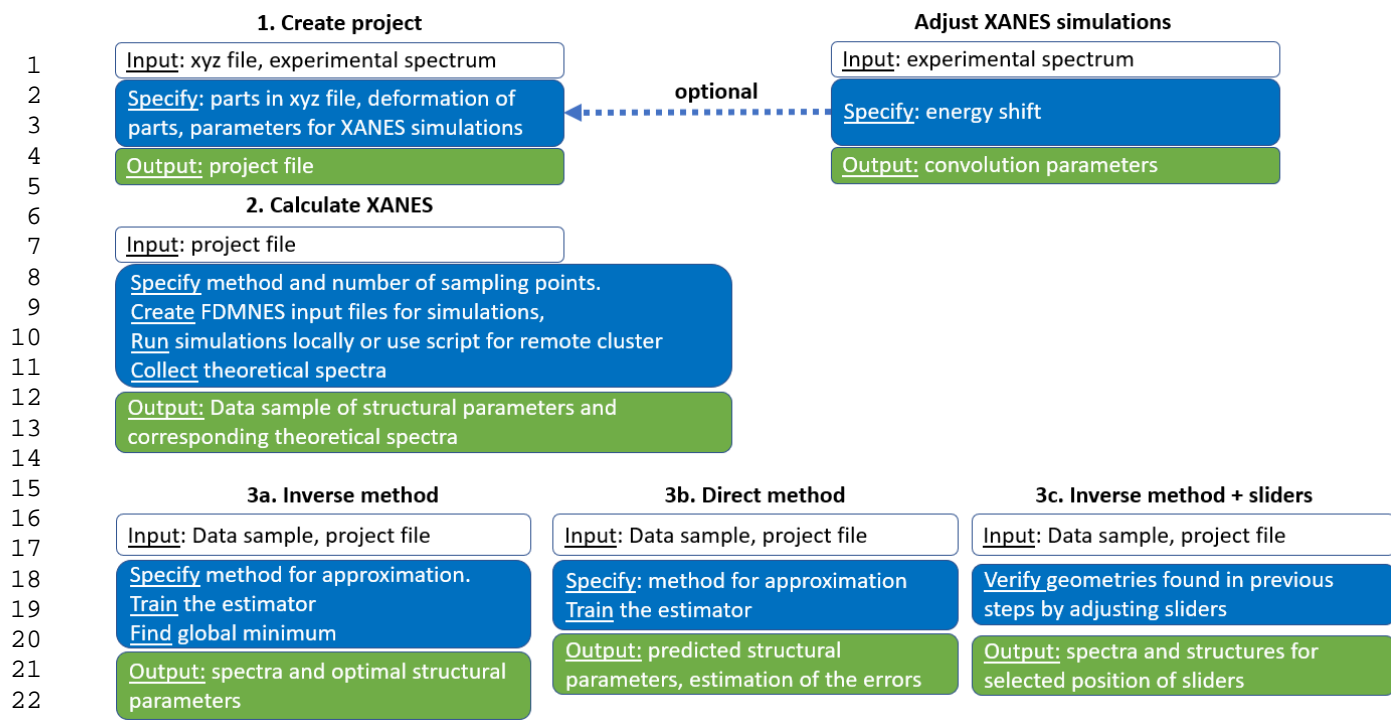 1. Create project
Adjust XANES simulations
1
2
3
4
5
6
7
8
9
10
11
12
13
14
15
16
17
18
19
20
21
22
Input: xyz file, experimental spectrum
Specify: parts in xyz file, deformation of
parts, parameters for XANES simulations
Output: project file
optional
Input: experimental spectrum
Specify: energy shift
Output: convolution parameters
2. Calculate XANES
Input: project file
Specify method and number of sampling points.
Create FDMNES input files for simulations,
Run simulations locally or use script for remote cluster
Collect theoretical spectra
Output: Data sample of structural parameters and
corresponding theoretical spectra
3a. Inverse method
Input: Data sample, project file
Specify method for approximation.
Train the estimator
Find global minimum
Output: spectra and optimal structural
parameters
3b. Direct method
Input: Data sample, project file
Specify: method for approximation
Train the estimator
Output: predicted structural
parameters, estimation of the errors
3c. Inverse method + sliders
Input: Data sample, project file
Verify geometries found in previous
steps by adjusting sliders
Output: spectra and structures for
selected position of sliders